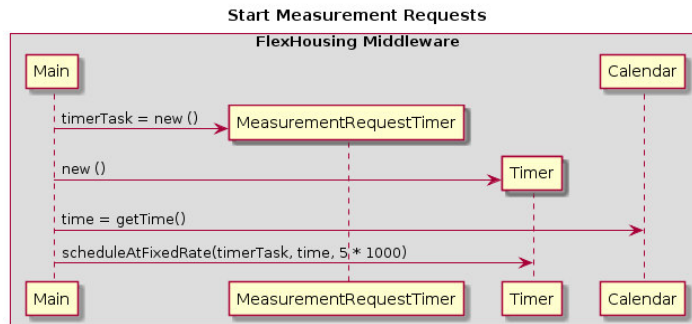 Start Measurement Requests
FlexHousing Middleware
Main
Calendar
timerTask = new ()
MeasurementRequestTimer
new ()
Timer
time = getTime()
scheduleAtFixedRate(timerTask, time, 5 * 1000)
Main
MeasurementRequestTimer
Timer
Calendar